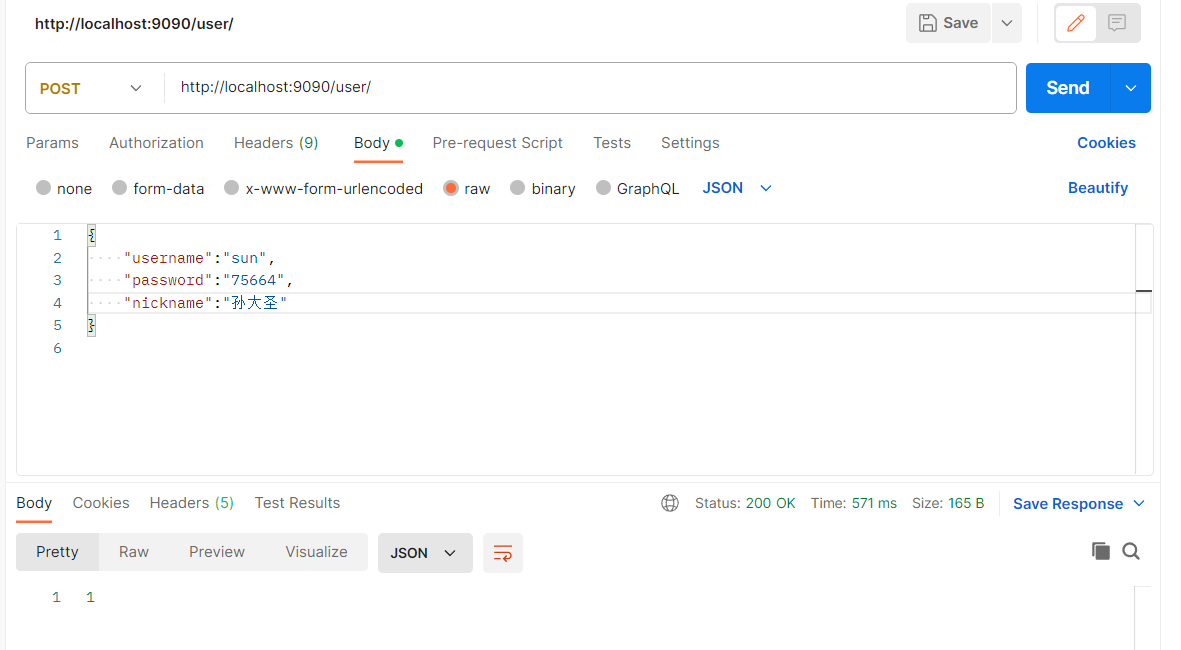 http://localhost:9090/user/
Save
POST
http://localhost:9090/user/
Send
Params Authorization Headers (9) Body Pre-request Script Tests Settings Cookies
none form-data x-www-form-urlencoded raw binary GraphQL JSON Beautify
1 {
2 "username":"sun",
3 "password":"75664",
4 "nickname":"孙大圣"
5 }
6
Body Cookies Headers (5) Test Results Status: 200 OK Time: 571 ms Size: 165 B Save Response
Pretty Raw Preview Visualize JSON
1 1